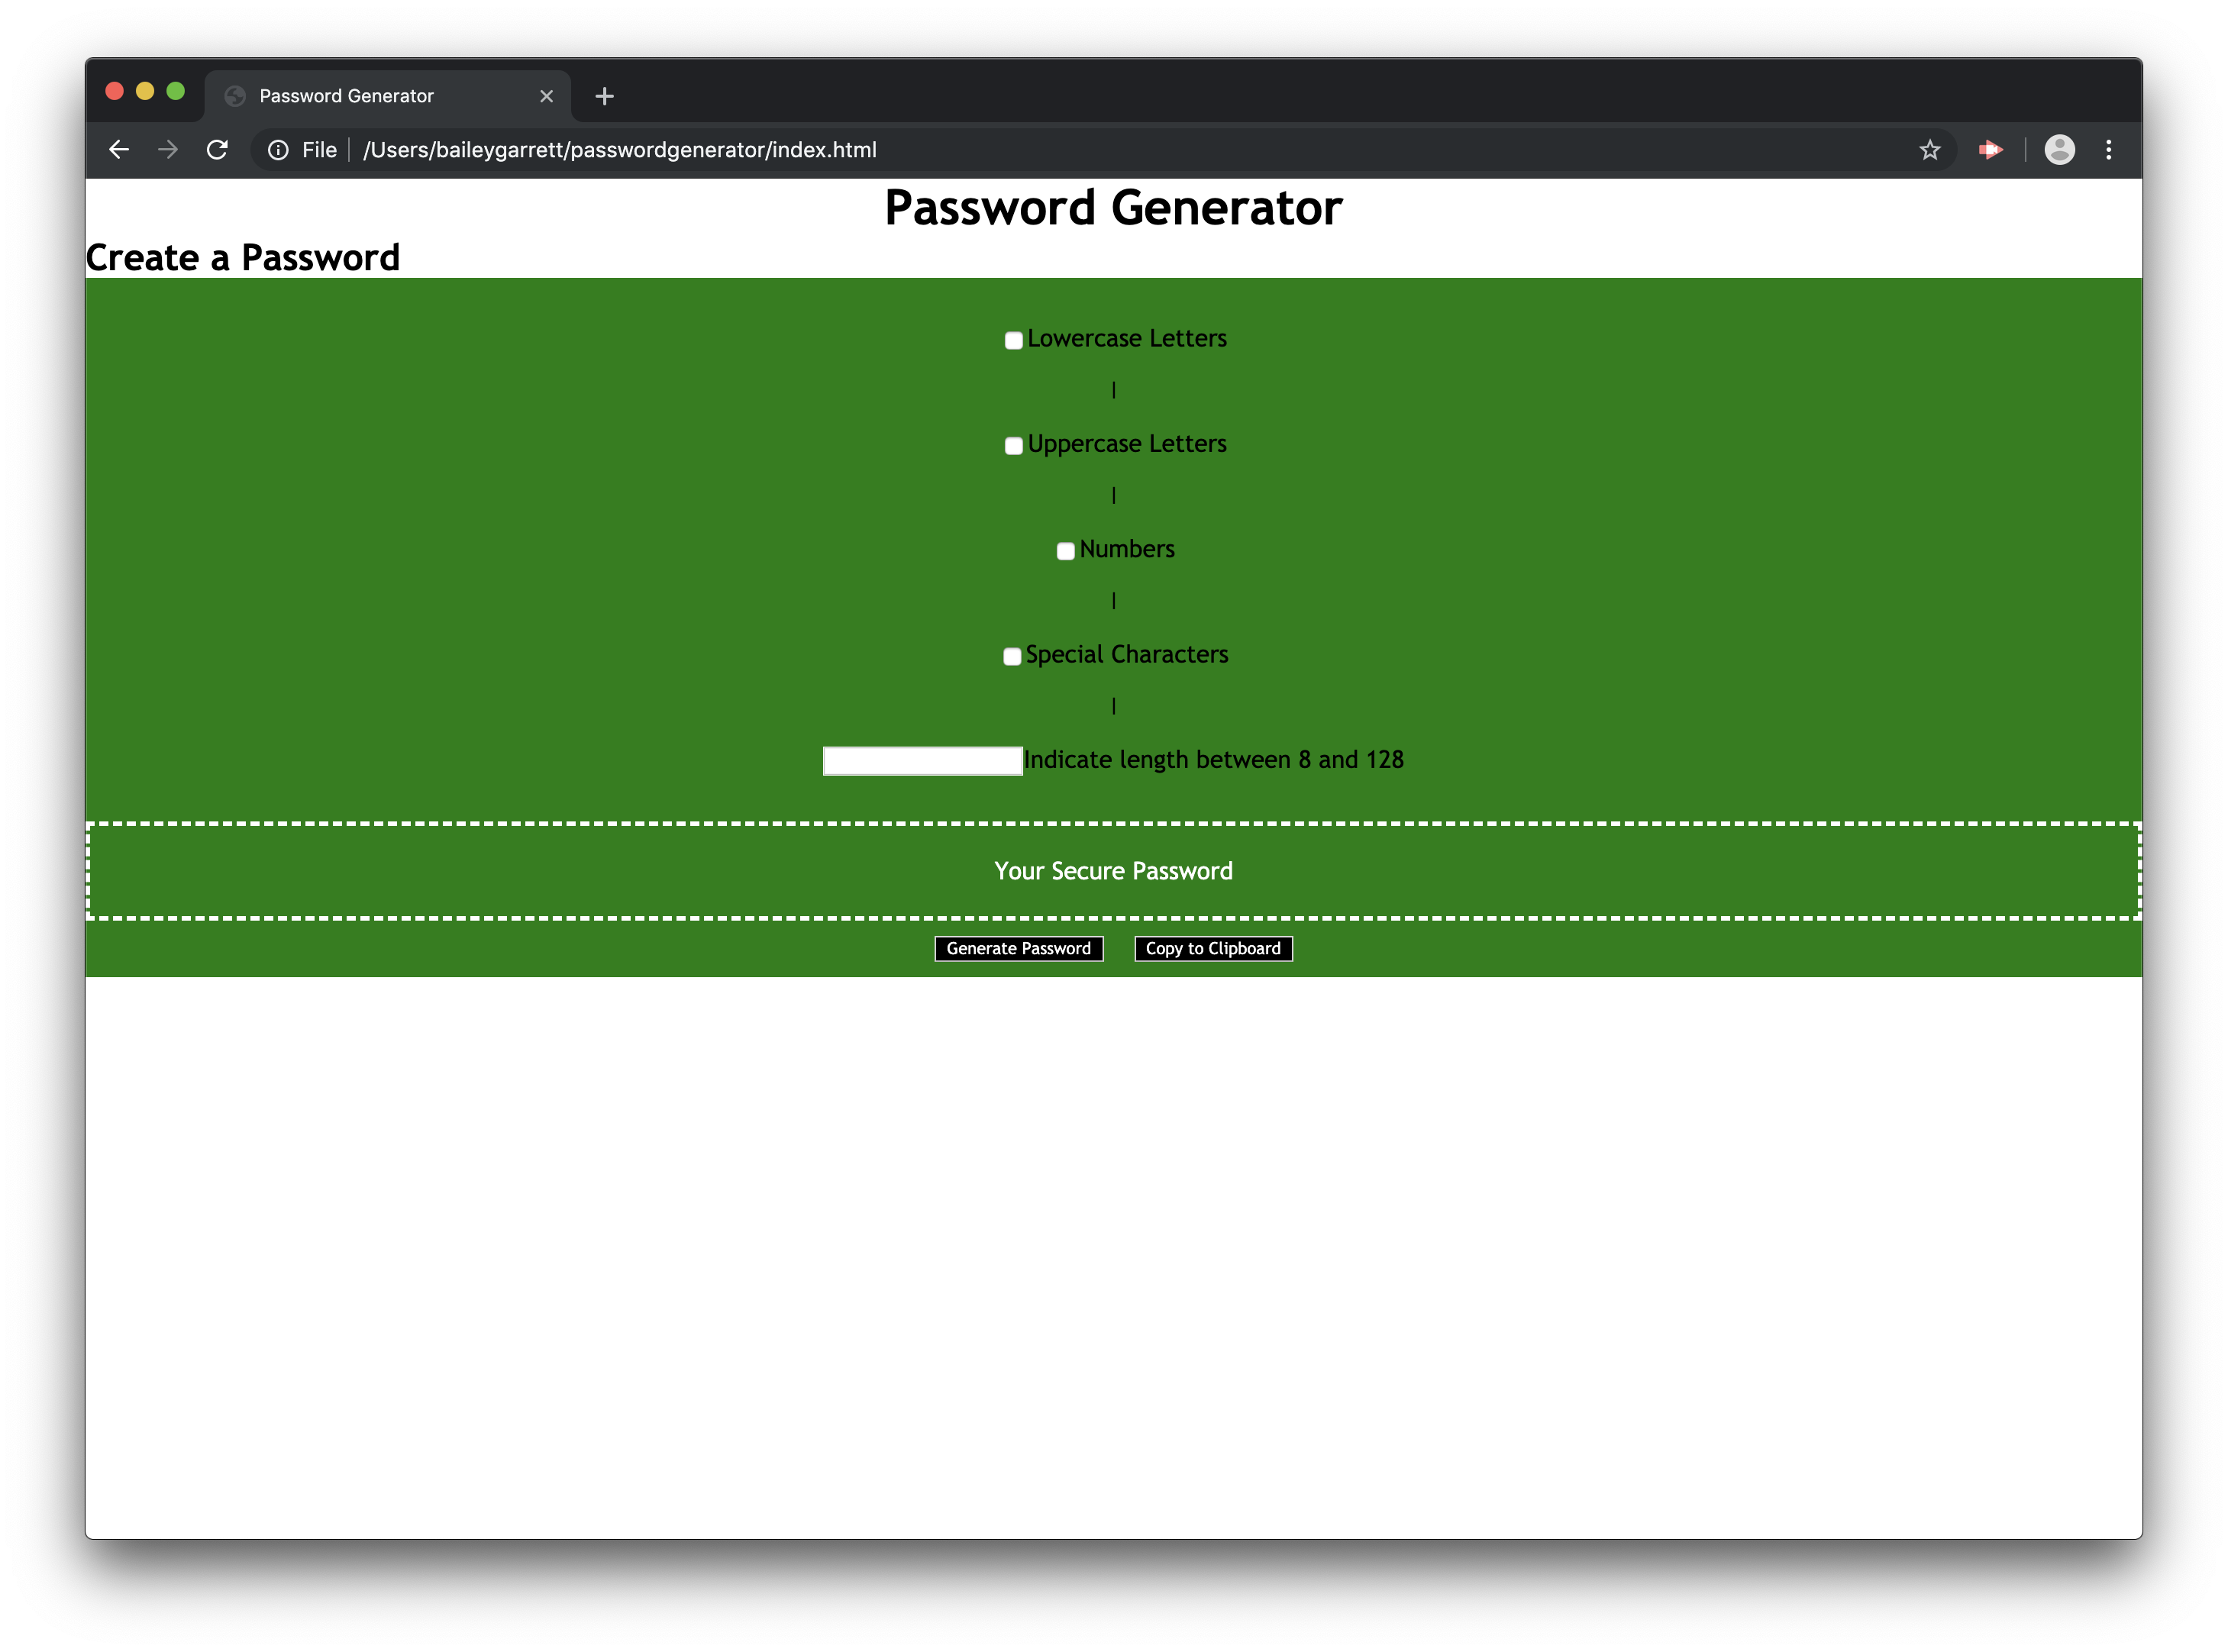 Password Generator
File | /Users/baileygarrett/passwordgenerator/index.html
Password Generator
Create a Password
Lowercase Letters
|
Uppercase Letters
|
Numbers
|
Special Characters
|
Indicate length between 8 and 128
Your Secure Password
Generate Password Copy to Clipboard